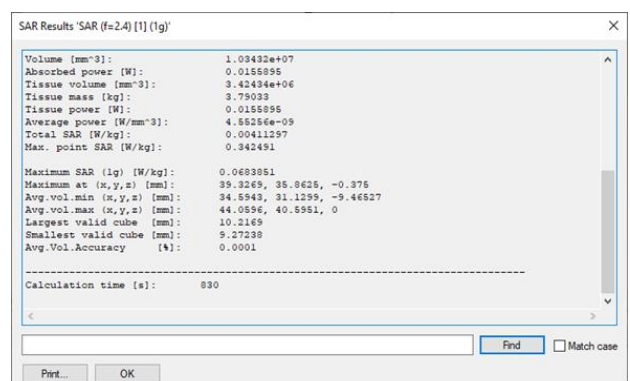 SAR Results 'SAR (f=2.4) [1] (1g)'
Volume [mm^3]: 1.03432e+07
Absorbed power [W]: 0.0155895
Tissue volume [mm^3]: 3.42434e+06
Tissue mass [kg]: 3.79033
Tissue power [W]: 0.0155895
Average power [W/mm^3]: 4.55256e-09
Total SAR [W/kg]: 0.00411297
Max. point SAR [W/kg]: 0.342491
Maximum SAR (1g) [W/kg]: 0.0683851
Maximum at (x,y,z) [mm]: 39.3269, 35.8625, -0.375
Avg.vol.min (x,y,z) [mm]: 34.5943, 31.1299, -9.46527
Avg.vol.max (x,y,z) [mm]: 44.0596, 40.5951, 0
Largest valid cube [mm]: 10.2169
Smallest valid cube [mm]: 9.27238
Avg.Vol.Accuracy [%]: 0.0001
Calculation time [s]: 830
Find
Match case
Print...
OK